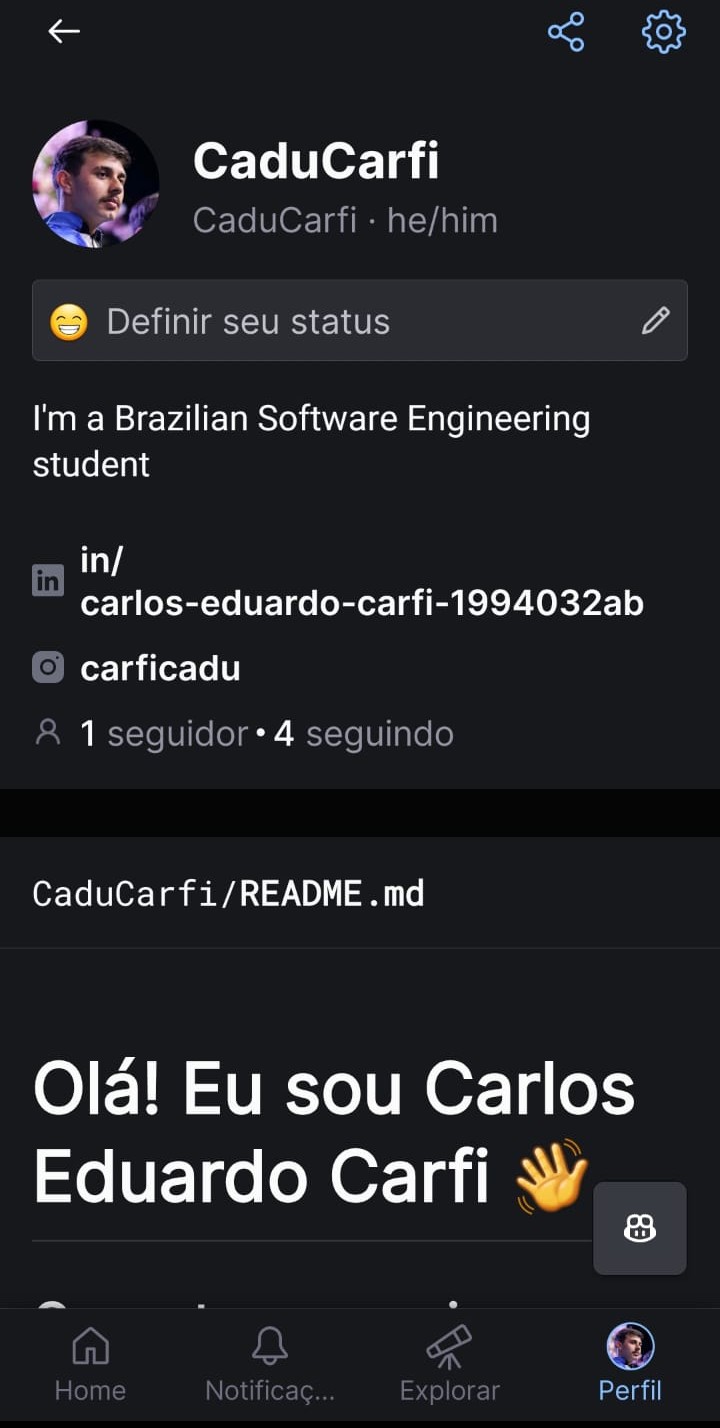 CaduCarfi
CaduCarfi · he/him
Definir seu status
I'm a Brazilian Software Engineering
student
in
in/
carlos-eduardo-carfi-1994032ab
carficadu
1 seguidor • 4 seguindo
CaduCarfi/README.md
Olá! Eu sou Carlos
Eduardo Carfi 👋
Home
Notificaç...
Explorar
Perfil